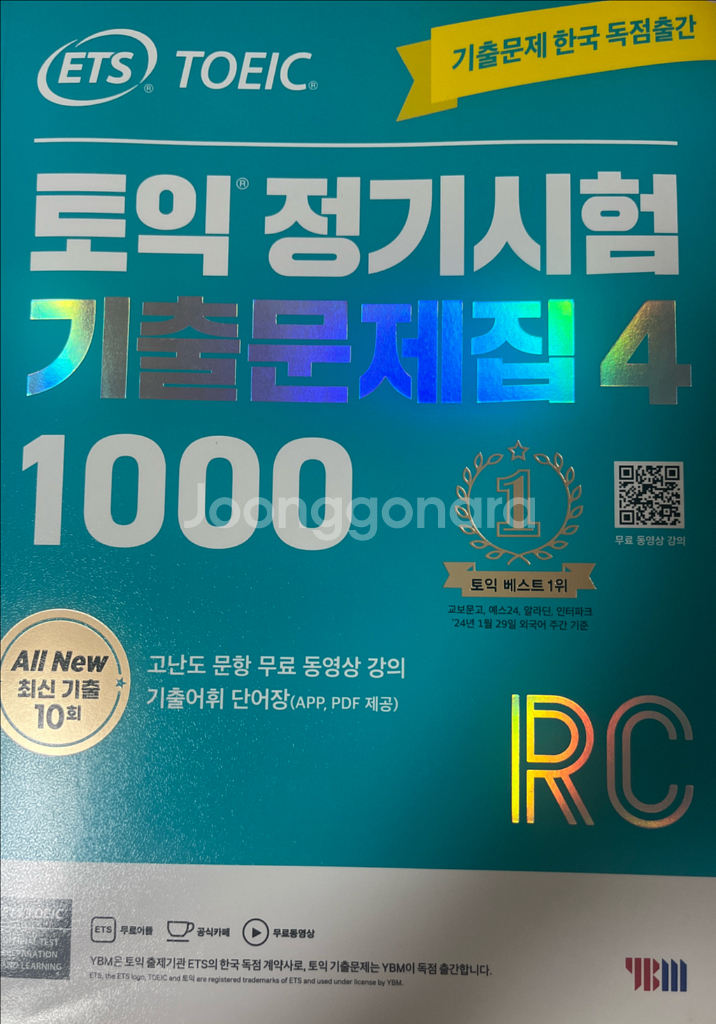 ETS® TOEIC®
기출문제 한국 독점출간
토익® 정기시험
기출문제집 4
1000
Joonggonara
1
무료 동영상 강의
토익 베스트 1위
교보문고, 예스24, 알라딘, 인터파크
'24년 1월 29일 외국어 주간 기준
All New
최신 기출
10회
고난도 문항 무료 동영상 강의
기출어휘 단어장(APP, PDF 제공)
RC
ETS TOEIC
TEST
PREPARATION
AND LEARNING
ETS 무료어플 공식카페 무료동영상
YBM은 토익 출제기관 ETS의 한국 독점 계약사로, 토익 기출문제는 YBM이 독점 출간합니다.
ETS, the ETS logo, TOEIC and 토익 are registered trademarks of ETS and used under license by YBM.
YBM